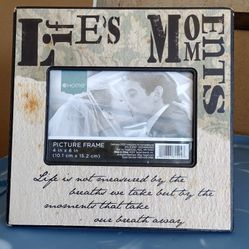 LifE'S MOMENTS
HOME
PICTURE FRAME
4 in x 6 in
(10.1 cm x 15.2 cm)
Life is not measured by the
breaths we take but by the
moments that take
our breath away.